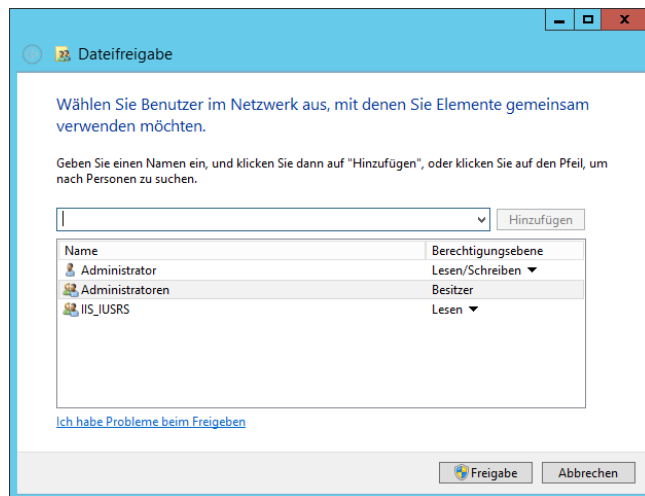 Dateifreigabe
Wählen Sie Benutzer im Netzwerk aus, mit denen Sie Elemente gemeinsam
verwenden möchten.
Geben Sie einen Namen ein, und klicken Sie dann auf "Hinzufügen", oder klicken Sie auf den Pfeil, um
nach Personen zu suchen.
Hinzufügen
Name Berechtigungsebene
Administrator Lesen/Schreiben
Administratoren Besitzer
IIS_IUSRS Lesen
Ich habe Probleme beim Freigeben
Freigabe Abbrechen